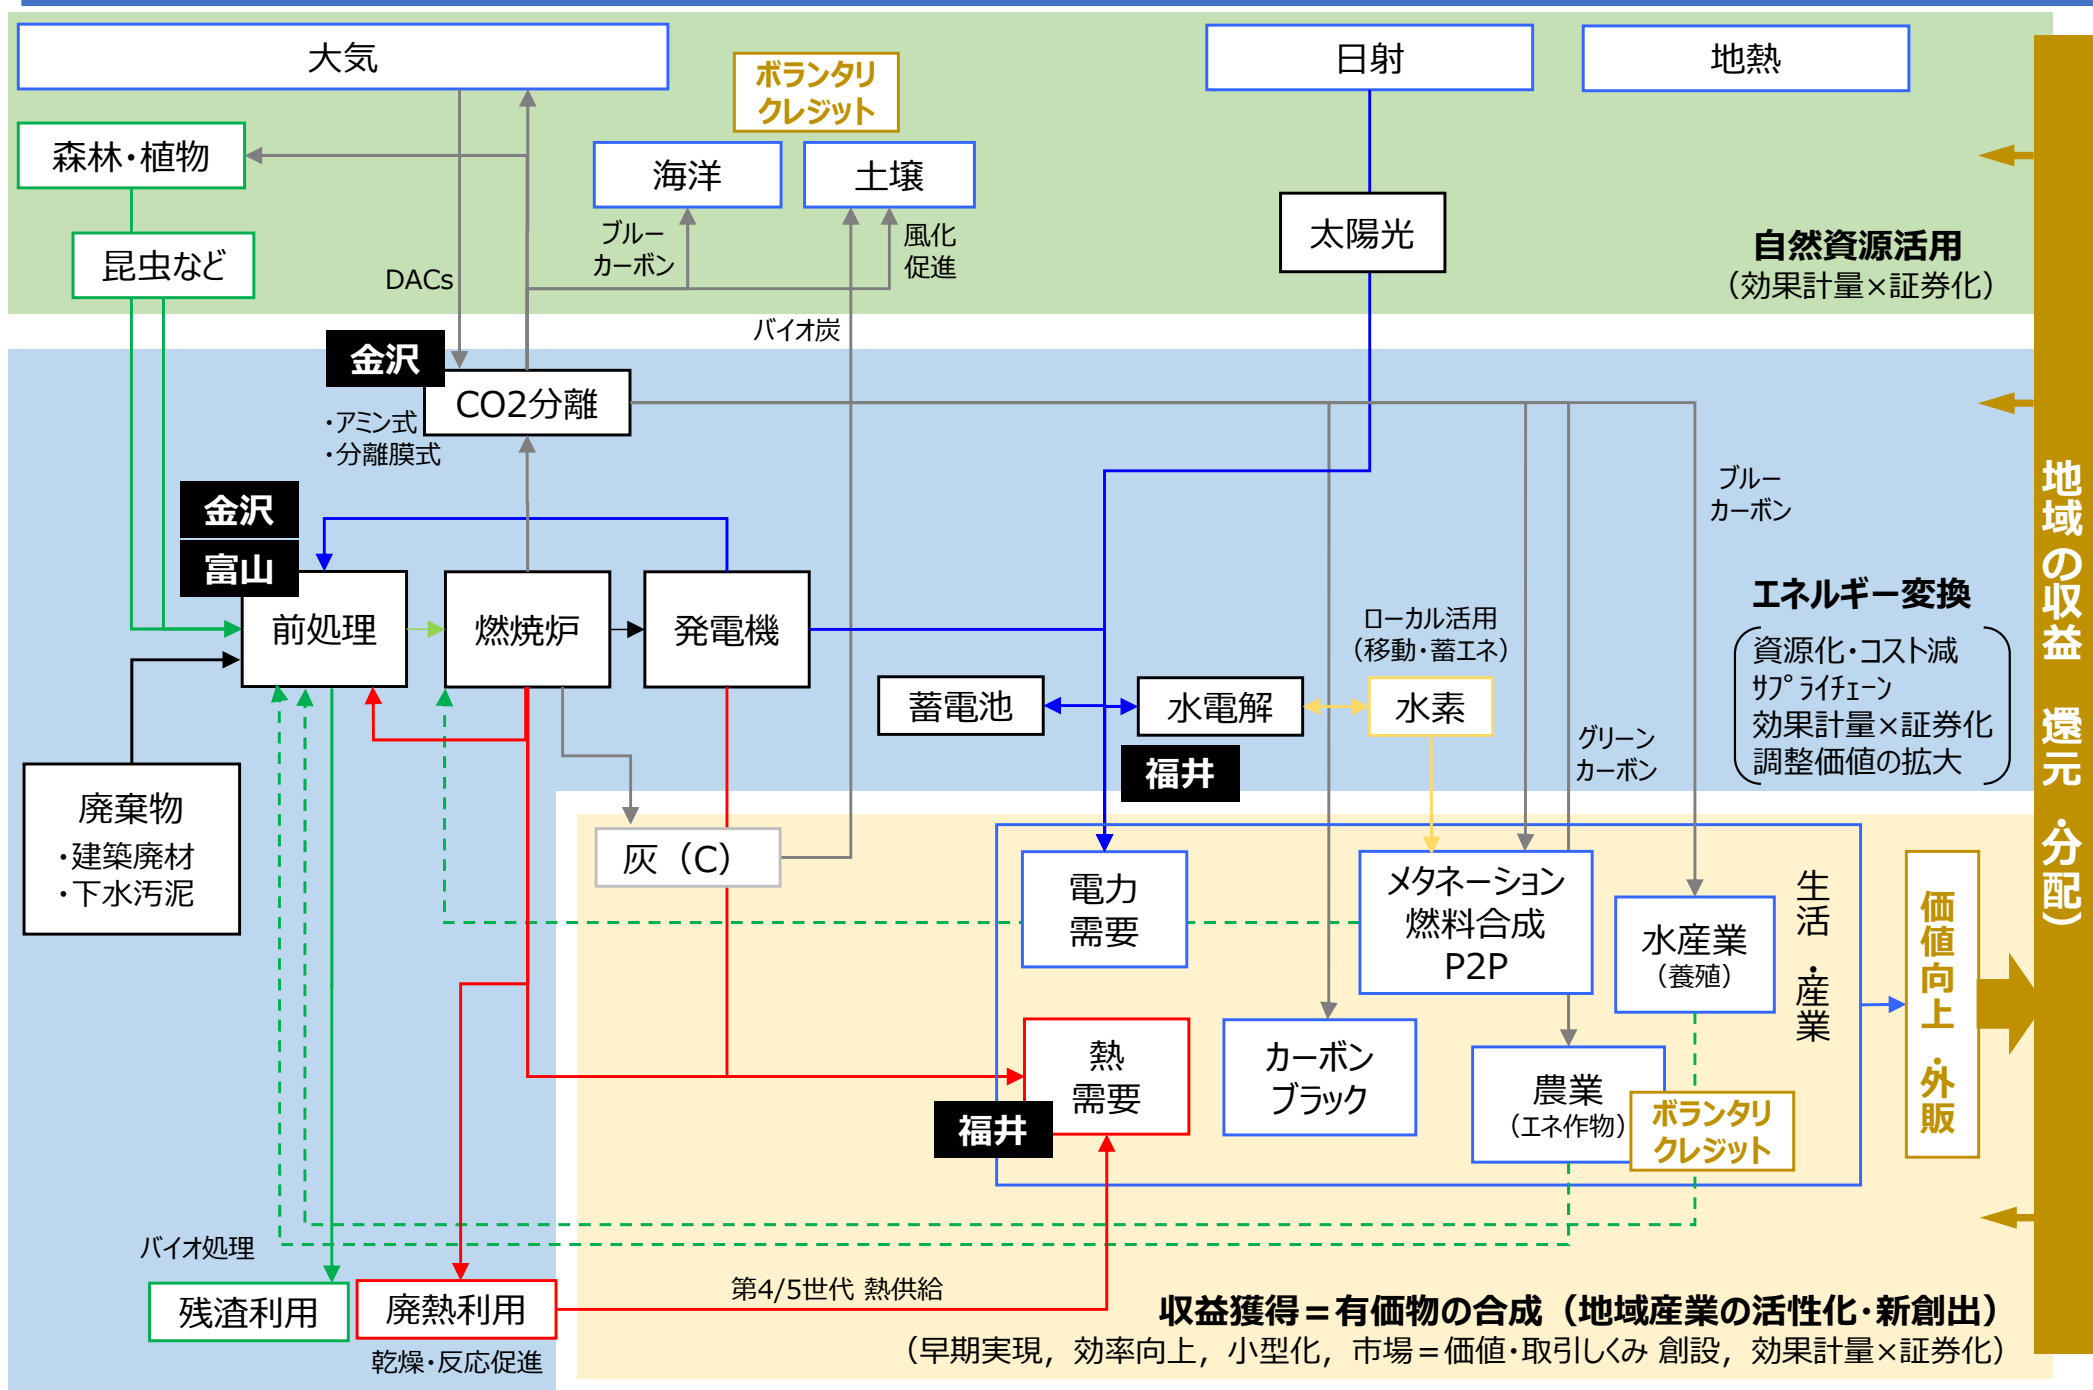 大気
日射
地熱
ボランタリ
クレジット
森林・植物
海洋
土壌
昆虫など
太陽光
DACs
ブルー
カーボン
風化
促進
自然資源活用
（効果計量×証券化）
バイオ炭
金沢
CO2分離
・アミン式
・分離膜式
金沢
富山
前処理
燃焼炉
発電機
ブルー
カーボン
エネルギー変換
資源化・コスト減
サプライチェーン
効果計量×証券化
調整価値の拡大
ローカル活用
（移動・蓄エネ）
蓄電池
水電解
水素
福井
グリーン
カーボン
廃棄物
・建築廃材
・下水汚泥
灰（C）
電力
需要
メタネーション
燃料合成
P2P
水産業
（養殖）
生活・産業
価値向上・外販
地域の収益 還元・分配）
熱
需要
福井
カーボン
ブラック
農業
（エネ作物）
ボランタリ
クレジット
バイオ処理
残渣利用
廃熱利用
乾燥・反応促進
第4/5世代 熱供給
収益獲得＝有価物の合成（地域産業の活性化・新創出）
（早期実現，効率向上，小型化，市場＝価値・取引しくみ 創設，効果計量×証券化）